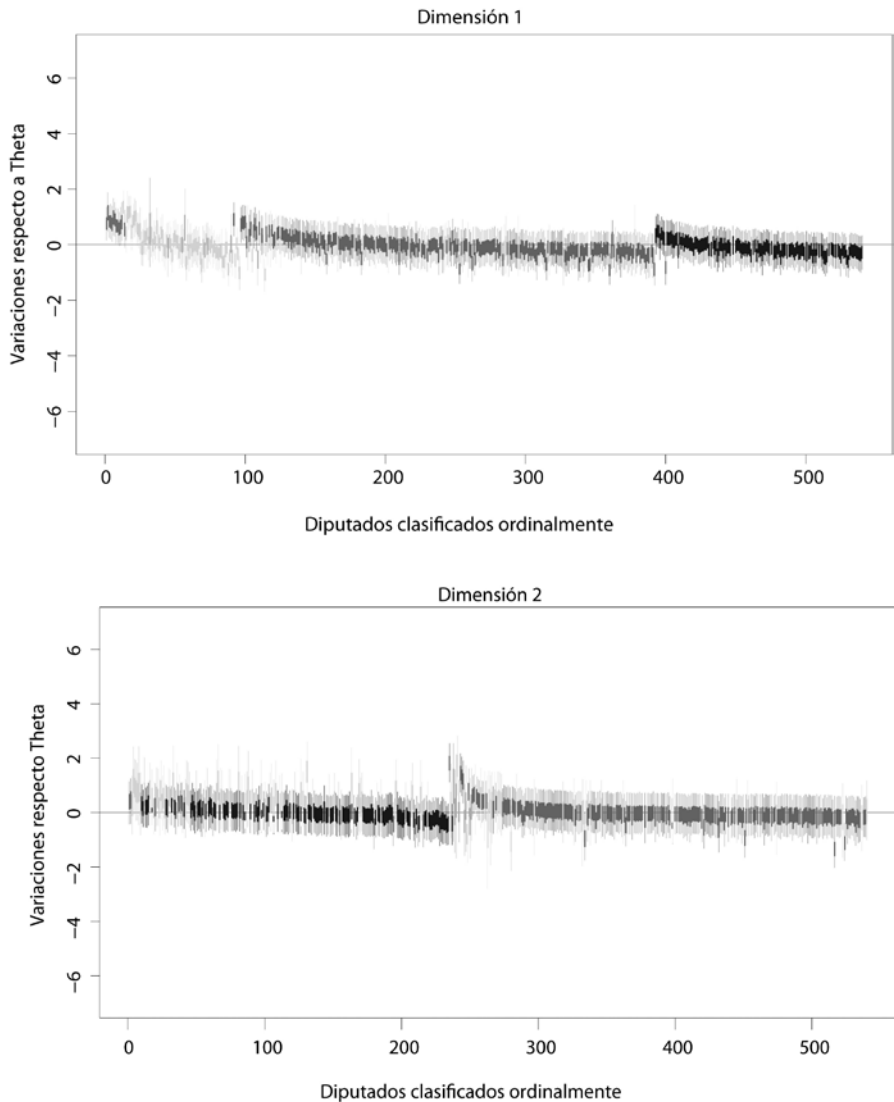 Dimensión 1
Variaciones respecto a Theta
6
4
2
0
−2
−4
−6
0 100 200 300 400 500
Diputados clasificados ordinalmente
Dimensión 2
Variaciones respecto Theta
6
4
2
0
−2
−4
−6
0 100 200 300 400 500
Diputados clasificados ordinalmente